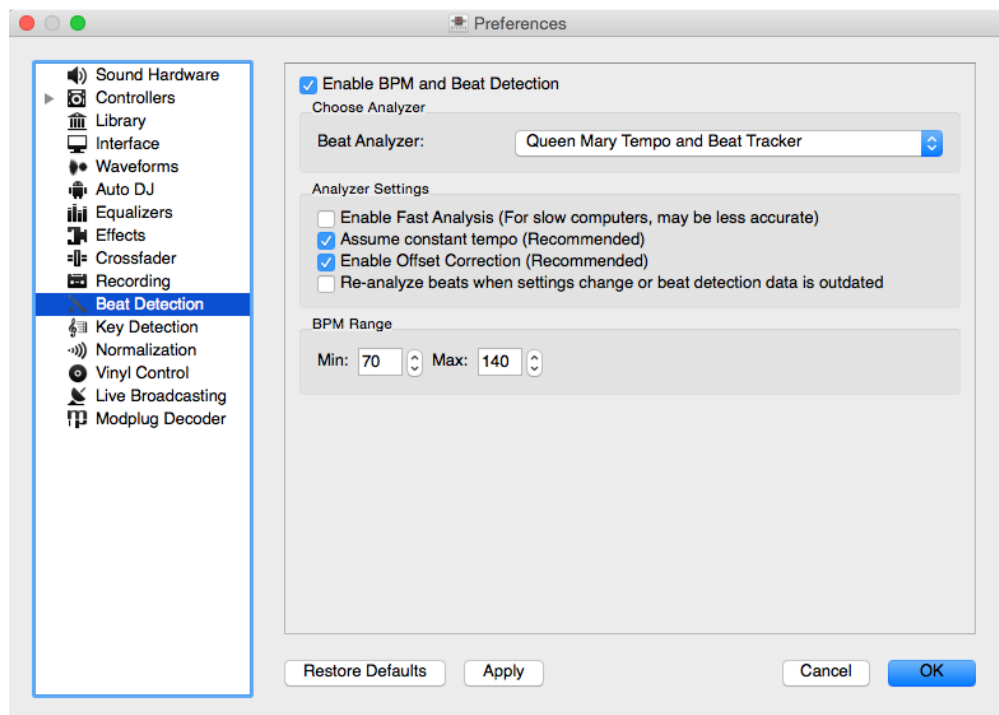 Preferences
Sound Hardware
Controllers
Library
Interface
Waveforms
Auto DJ
Equalizers
Effects
Crossfader
Recording
Beat Detection
Key Detection
Normalization
Vinyl Control
Live Broadcasting
Modplug Decoder
Enable BPM and Beat Detection
Choose Analyzer
Beat Analyzer: Queen Mary Tempo and Beat Tracker
Analyzer Settings
Enable Fast Analysis (For slow computers, may be less accurate)
Assume constant tempo (Recommended)
Enable Offset Correction (Recommended)
Re-analyze beats when settings change or beat detection data is outdated
BPM Range
Min: 70 Max: 140
Restore Defaults Apply Cancel OK